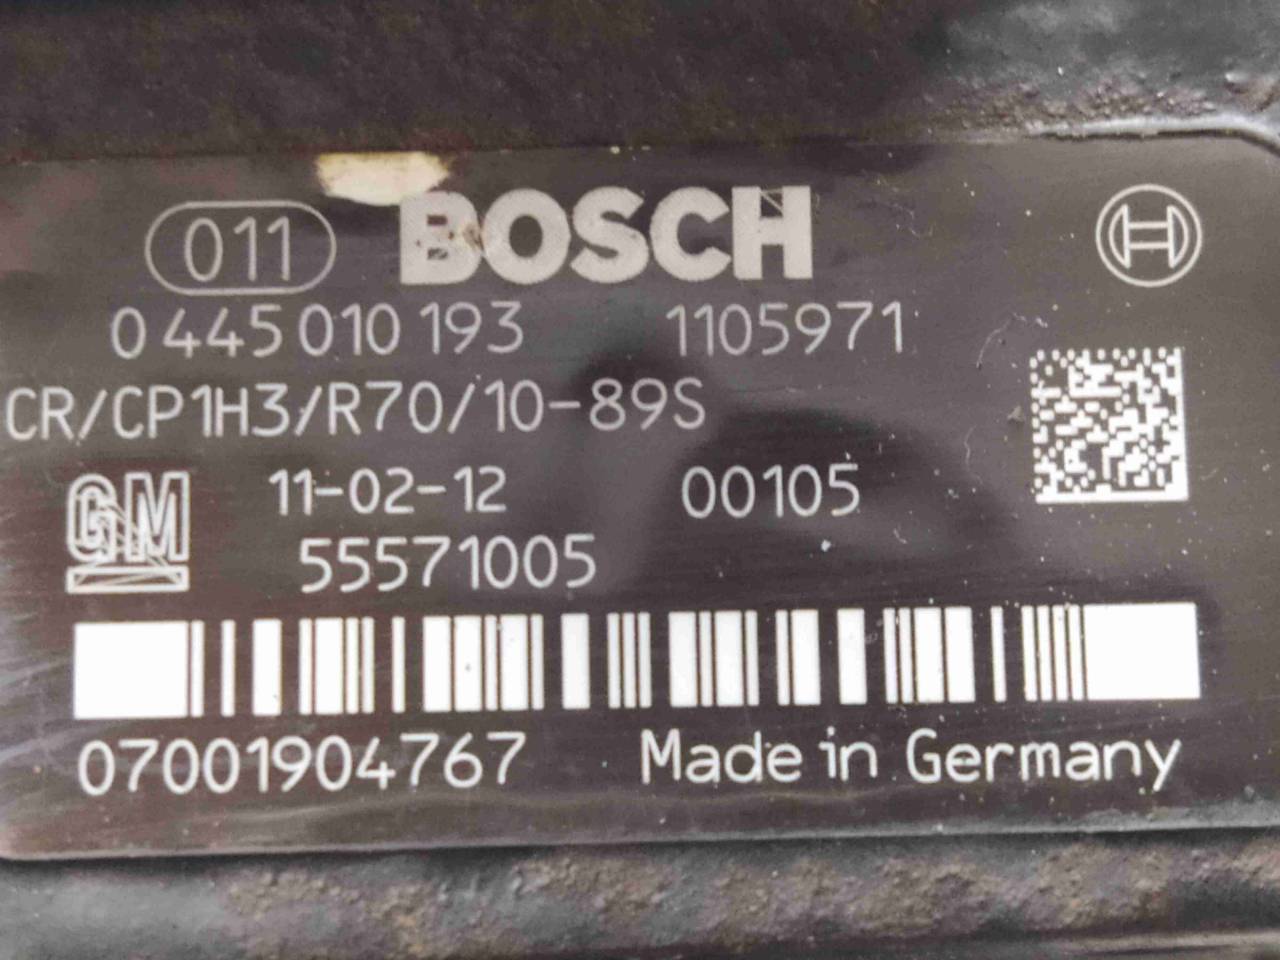 011 BOSCH
0 445 010 193 1105971
CR/CP1H3/R70/10-89S
GM 11-02-12 00105
55571005
07001904767 Made in Germany